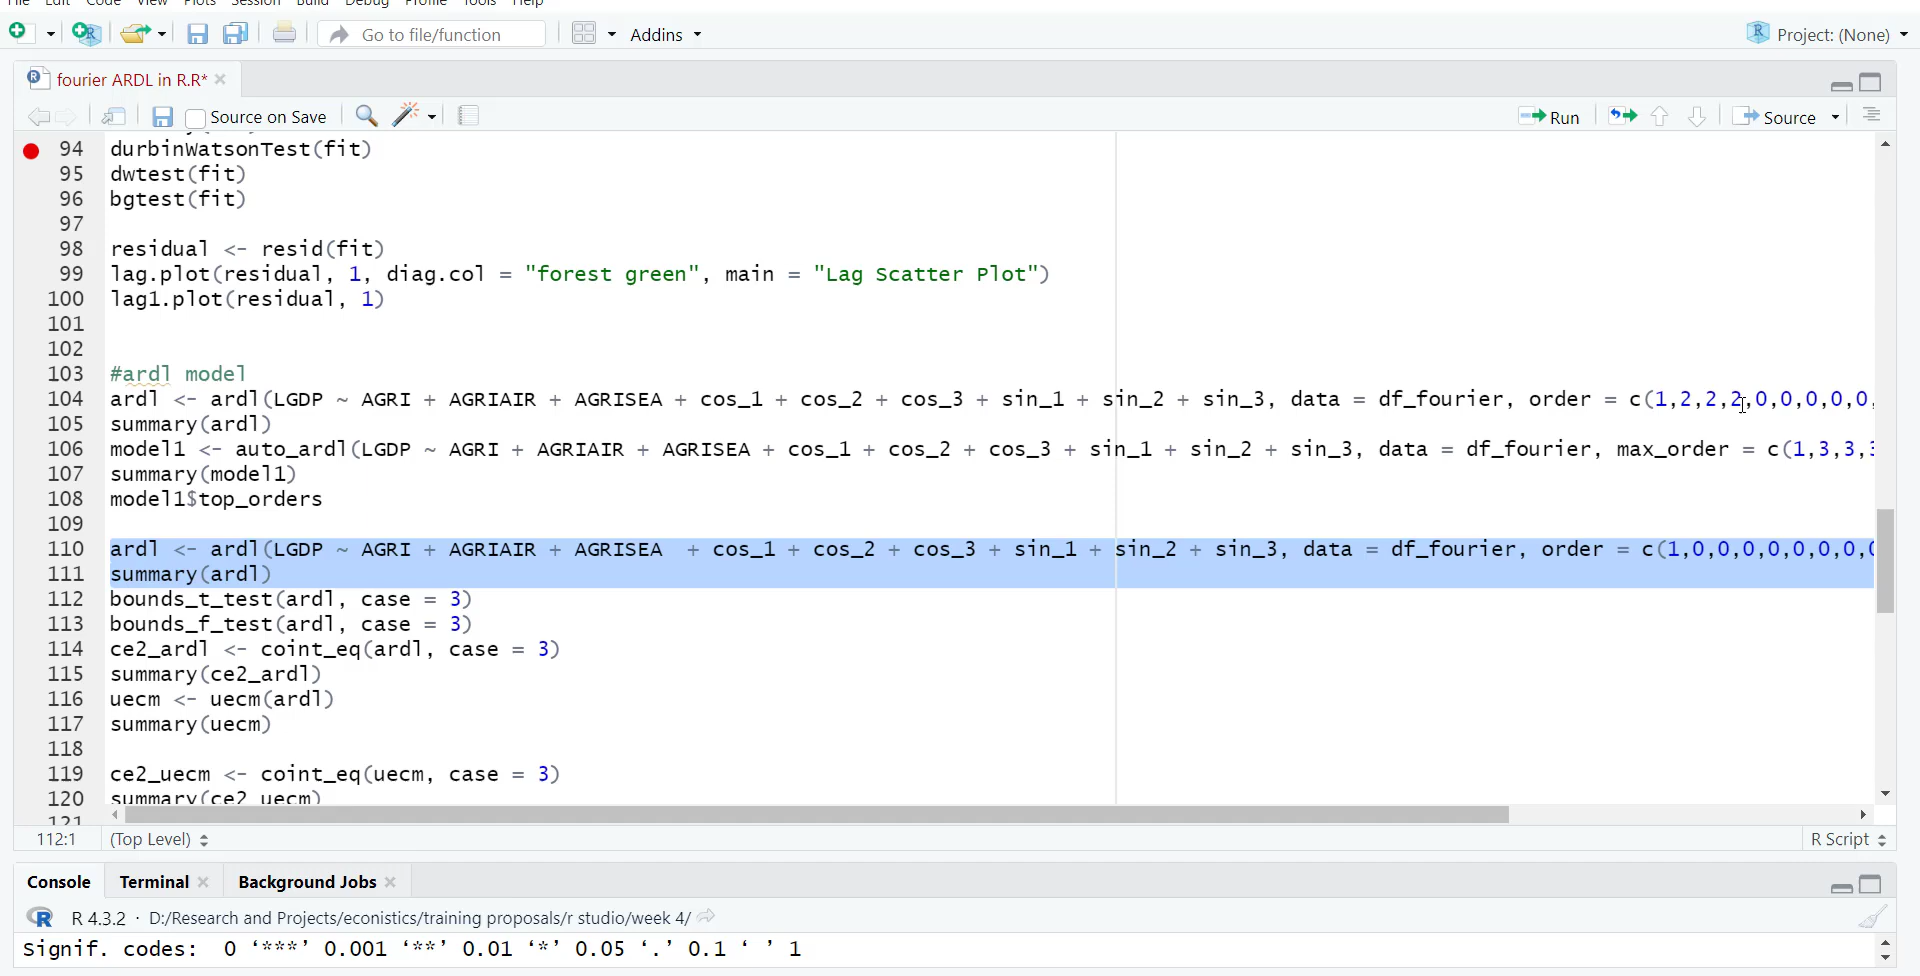 File Edit Code View Plots Session Build Debug Profile Tools Help
Go to file/function Addins Project: (None)
fourier ARDL in R.R*
Source on Save Run Source
94 durbinWatsonTest(fit)
95 dwtest(fit)
96 bgtest(fit)
97
98 residual <- resid(fit)
99 lag.plot(residual, 1, diag.col = "forest green", main = "Lag Scatter Plot")
100 lag1.plot(residual, 1)
101
102
103 #ardl model
104 ardl <- ardl(LGDP ~ AGRI + AGRIAIR + AGRISEA + cos_1 + cos_2 + cos_3 + sin_1 + sin_2 + sin_3, data = df_fourier, order = c(1,2,2,2,0,0,0,0,0,
105 summary(ardl)
106 model1 <- auto_ardl(LGDP ~ AGRI + AGRIAIR + AGRISEA + cos_1 + cos_2 + cos_3 + sin_1 + sin_2 + sin_3, data = df_fourier, max_order = c(1,3,3,3
107 summary(model1)
108 model1$top_orders
109
110 ardl <- ardl(LGDP ~ AGRI + AGRIAIR + AGRISEA  + cos_1 + cos_2 + cos_3 + sin_1 + sin_2 + sin_3, data = df_fourier, order = c(1,0,0,0,0,0,0,0,0
111 summary(ardl)
112 bounds_t_test(ardl, case = 3)
113 bounds_f_test(ardl, case = 3)
114 ce2_ardl <- coint_eq(ardl, case = 3)
115 summary(ce2_ardl)
116 uecm <- uecm(ardl)
117 summary(uecm)
118
119 ce2_uecm <- coint_eq(uecm, case = 3)
120 summary(ce2_uecm)
121
112:1 (Top Level) R Script
Console Terminal Background Jobs
R 4.3.2 · D:/Research and Projects/econistics/training proposals/r studio/week 4/
Signif. codes:  0 ‘***’ 0.001 ‘**’ 0.01 ‘*’ 0.05 ‘.’ 0.1 ‘ ’ 1